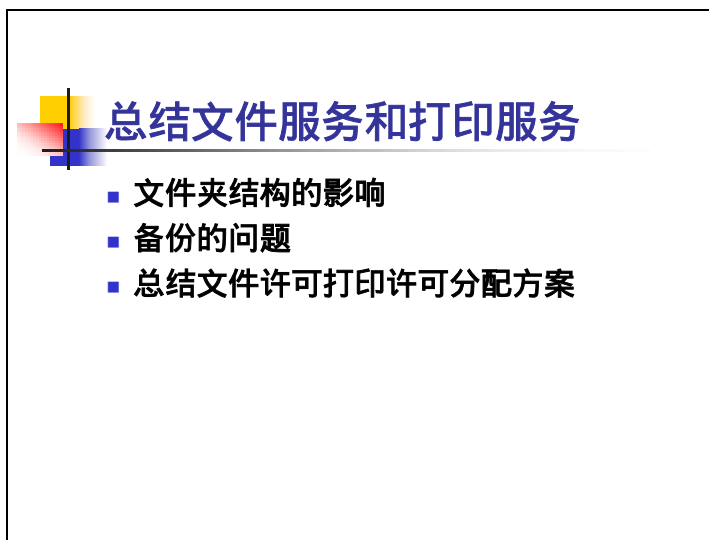 总结文件服务和打印服务
文件夹结构的影响
备份的问题
总结文件许可打印许可分配方案